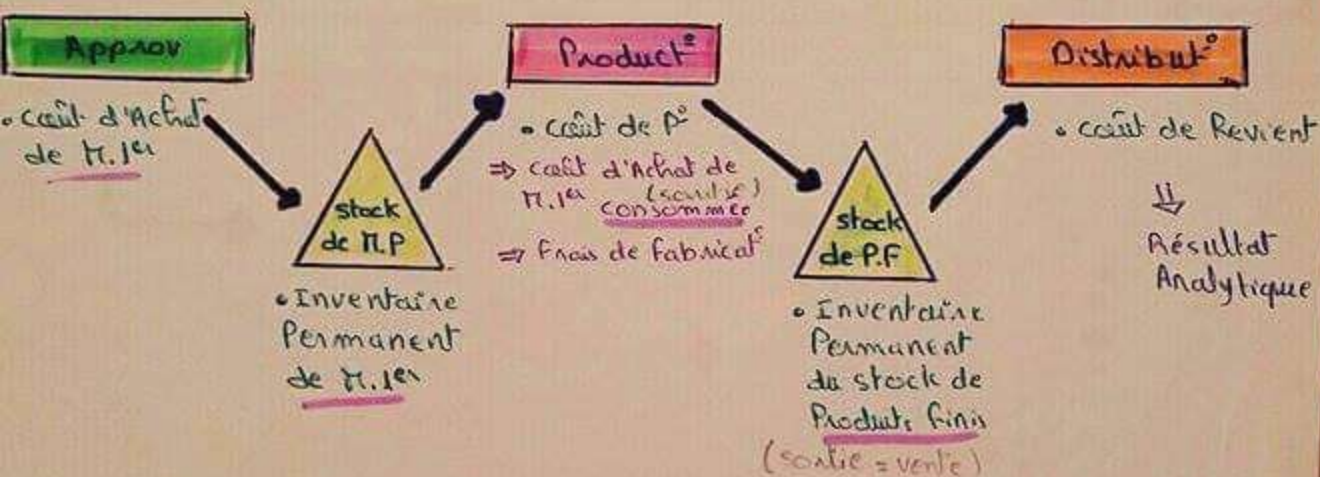 Approv
• coût d'Achat
de M.1er
stock
de M.P
• Inventaire
Permanent
de M.1er
Product°
• coût de P°
⇒ coût d'Achat de
M.1er (sortie)
consommée
⇒ Frais de fabricat°
stock
de P.F
• Inventaire
Permanent
du stock de
Produits finis
(sortie = vente)
Distribut°
• coût de Revient
⇓
Résultat
Analytique